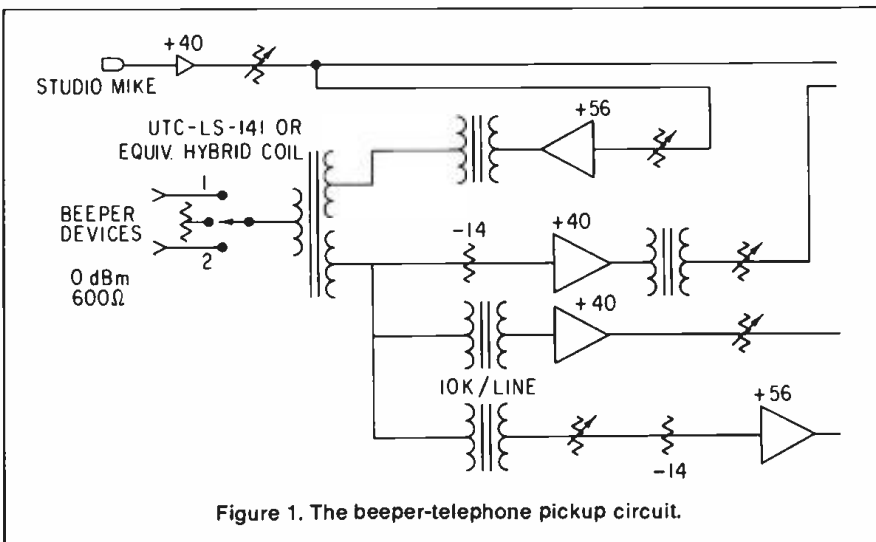 +40
STUDIO MIKE
+56
UTC-LS-141 OR
EQUIV. HYBRID COIL
1
BEEPER
DEVICES
2
0 dBm
600Ω
-14
+40
+40
10K/LINE
+56
-14
Figure 1. The beeper-telephone pickup circuit.